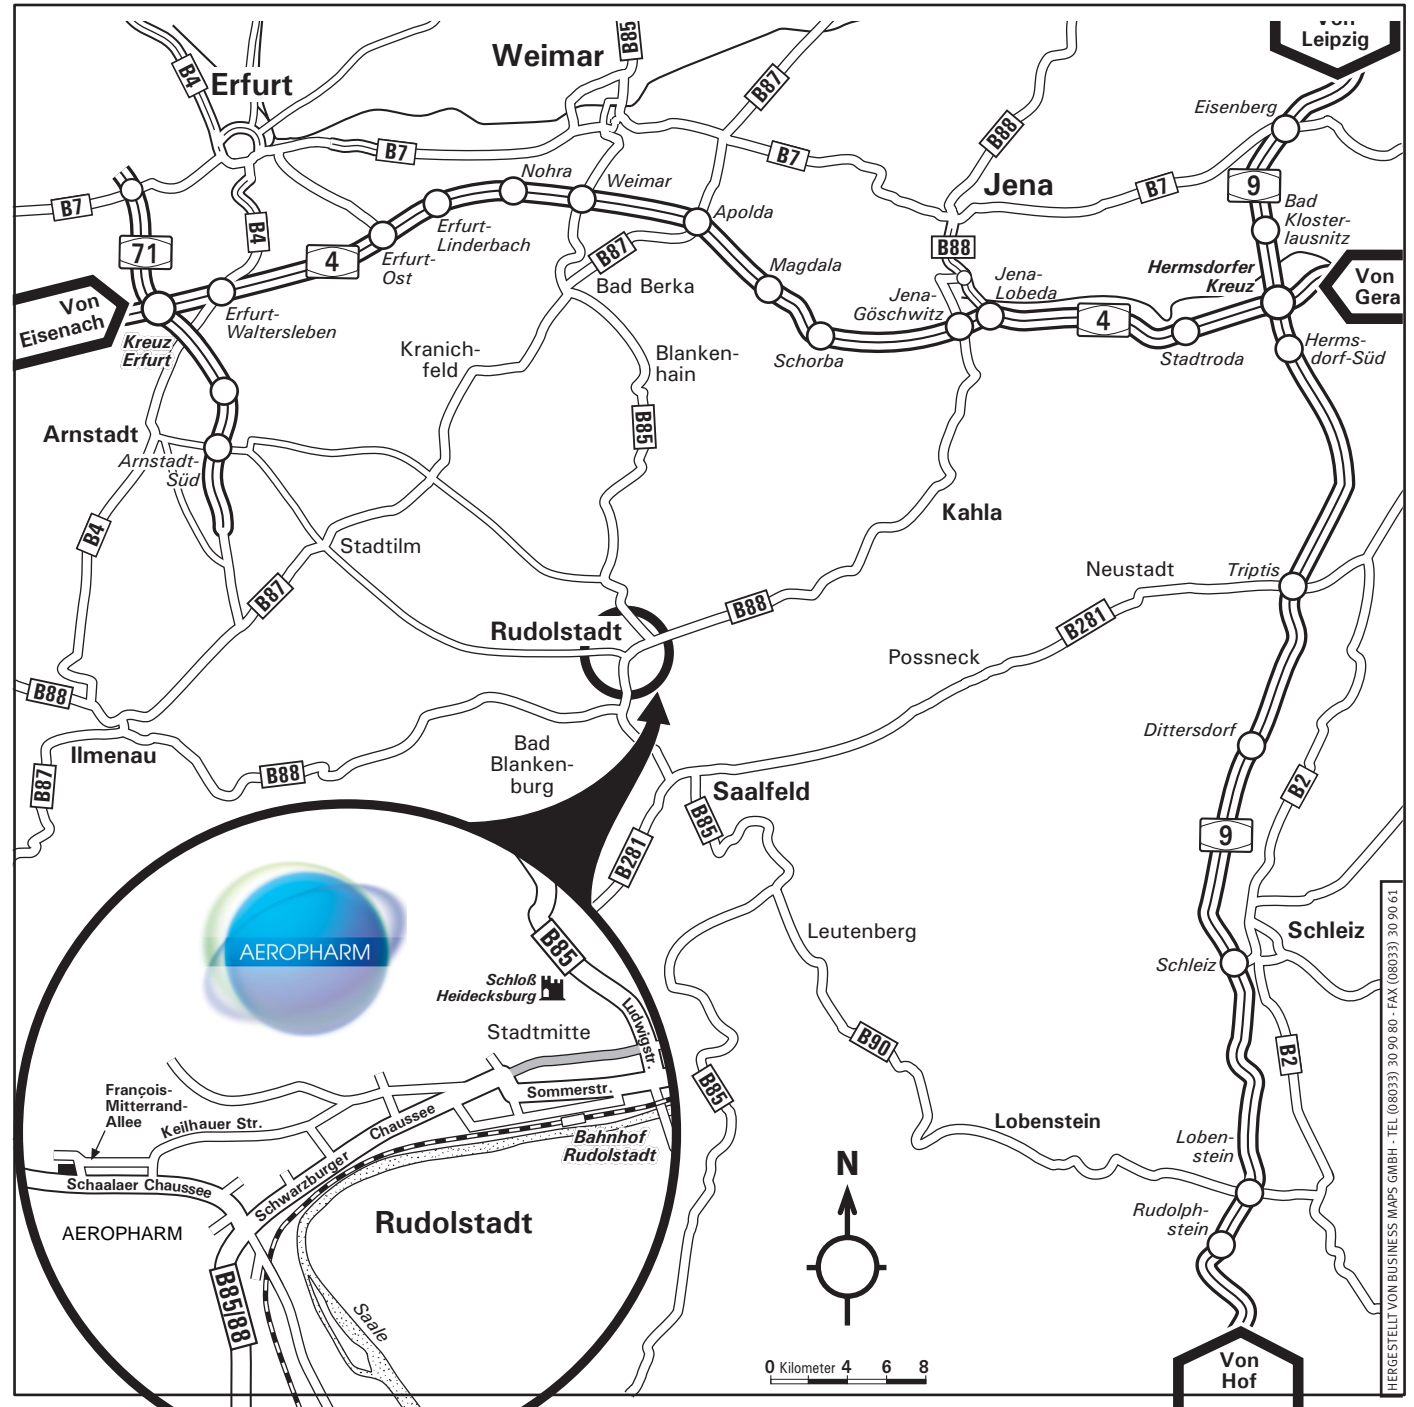 Von
Leipzig
Weimar
B85
B4
Erfurt
B87
Eisenberg
B88
B7
B7
Nohra
Weimar
Jena
B7
9
B7
B4
Erfurt-
Linderbach
Apolda
Bad
Kloster-
lausnitz
71
4
Erfurt-
Ost
B87
B88
Magdala
Jena-
Lobeda
Hermsdorfer
Kreuz
Von
Gera
Von
Eisenach
Bad Berka
Jena-
Göschwitz
Erfurt-
Waltersleben
4
Kreuz
Erfurt
Kranich-
feld
Blanken-
hain
Schorba
Stadtroda
Herms-
dorf-Süd
Arnstadt
B85
Arnstadt-
Süd
Kahla
B4
Stadtilm
Neustadt
Triptis
B87
B88
B281
Rudolstadt
Possneck
B88
Dittersdorf
Ilmenau
Bad
Blanken-
burg
B88
B87
Saalfeld
B2
B85
9
B281
Leutenberg
Schleiz
AEROPHARM
B85
Schleiz
Schloß
Heidecksburg
Ludwigstr.
Stadtmitte
B90
B2
B85
François-
Mitterrand-
Allee
Sommerstr.
Keilhauer Str.
Chaussee
Lobenstein
Bahnhof
Rudolstadt
Loben-
stein
Schwarzburger
N
Schaalaer Chaussee
AEROPHARM
Rudolstadt
Rudolph-
stein
B85/88
Saale
0 Kilometer 4 6 8
Von
Hof
HERGESTELLT VON BUSINESS MAPS GMBH - TEL (08033) 30 90 80 - FAX (08033) 30 90 61